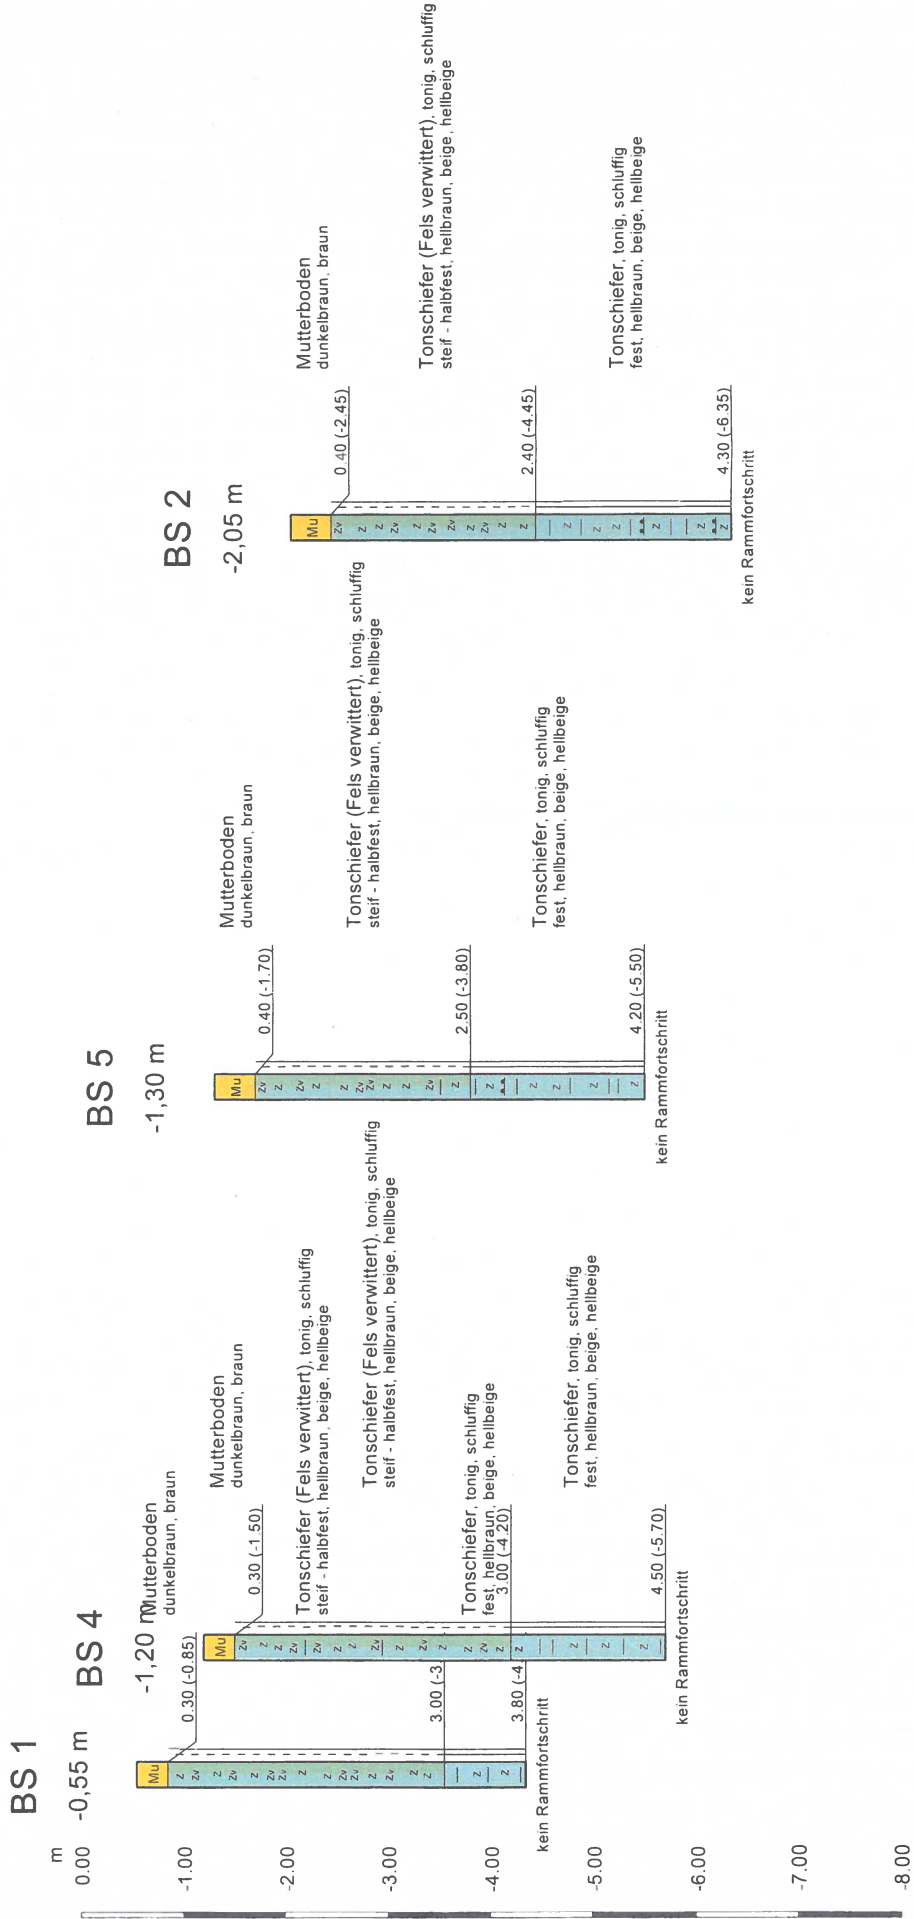 BS 1
-0,55 m
Mu
Mutterboden
dunkelbraun, braun
0.30 (-0.85)
Tonschiefer (Fels verwittert), tonig, schluffig
steif - halbfest, hellbraun, beige, hellbeige
3.00 (-3
Tonschiefer, tonig, schluffig
fest, hellbraun, beige, hellbeige
3.80 (-4
kein Rammfortschritt
BS 4
-1,20 m
Mu
Mutterboden
dunkelbraun, braun
0.30 (-1.50)
Tonschiefer (Fels verwittert), tonig, schluffig
steif - halbfest, hellbraun, beige, hellbeige
3.00 (-4.20)
Tonschiefer, tonig, schluffig
fest, hellbraun, beige, hellbeige
4.50 (-5.70)
kein Rammfortschritt
BS 5
-1,30 m
Mu
Mutterboden
dunkelbraun, braun
0.40 (-1.70)
Tonschiefer (Fels verwittert), tonig, schluffig
steif - halbfest, hellbraun, beige, hellbeige
2.50 (-3.80)
Tonschiefer, tonig, schluffig
fest, hellbraun, beige, hellbeige
4.20 (-5.50)
kein Rammfortschritt
BS 2
-2,05 m
Mu
Mutterboden
dunkelbraun, braun
0.40 (-2.45)
Tonschiefer (Fels verwittert), tonig, schluffig
steif - halbfest, hellbraun, beige, hellbeige
2.40 (-4.45)
Tonschiefer, tonig, schluffig
fest, hellbraun, beige, hellbeige
4.30 (-6.35)
kein Rammfortschritt
m
0.00
-1.00
-2.00
-3.00
-4.00
-5.00
-6.00
-7.00
-8.00